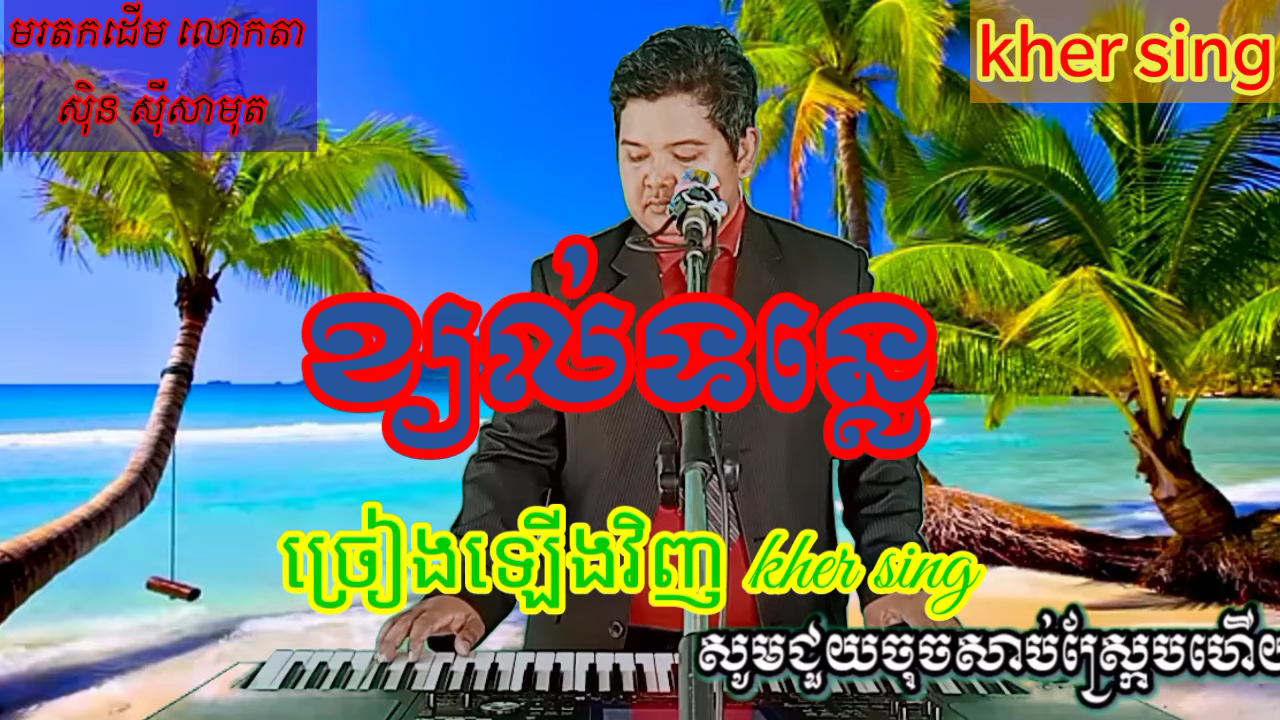 មរតកដើម លោកតា
ស៊ិន ស៊ីសាមុត
kher sing
ខ្យល់ទន្លេ
ច្រៀងឡើងវិញ kher sing
សូមជួយចុចសាប់ស្រ្គែបហើយ